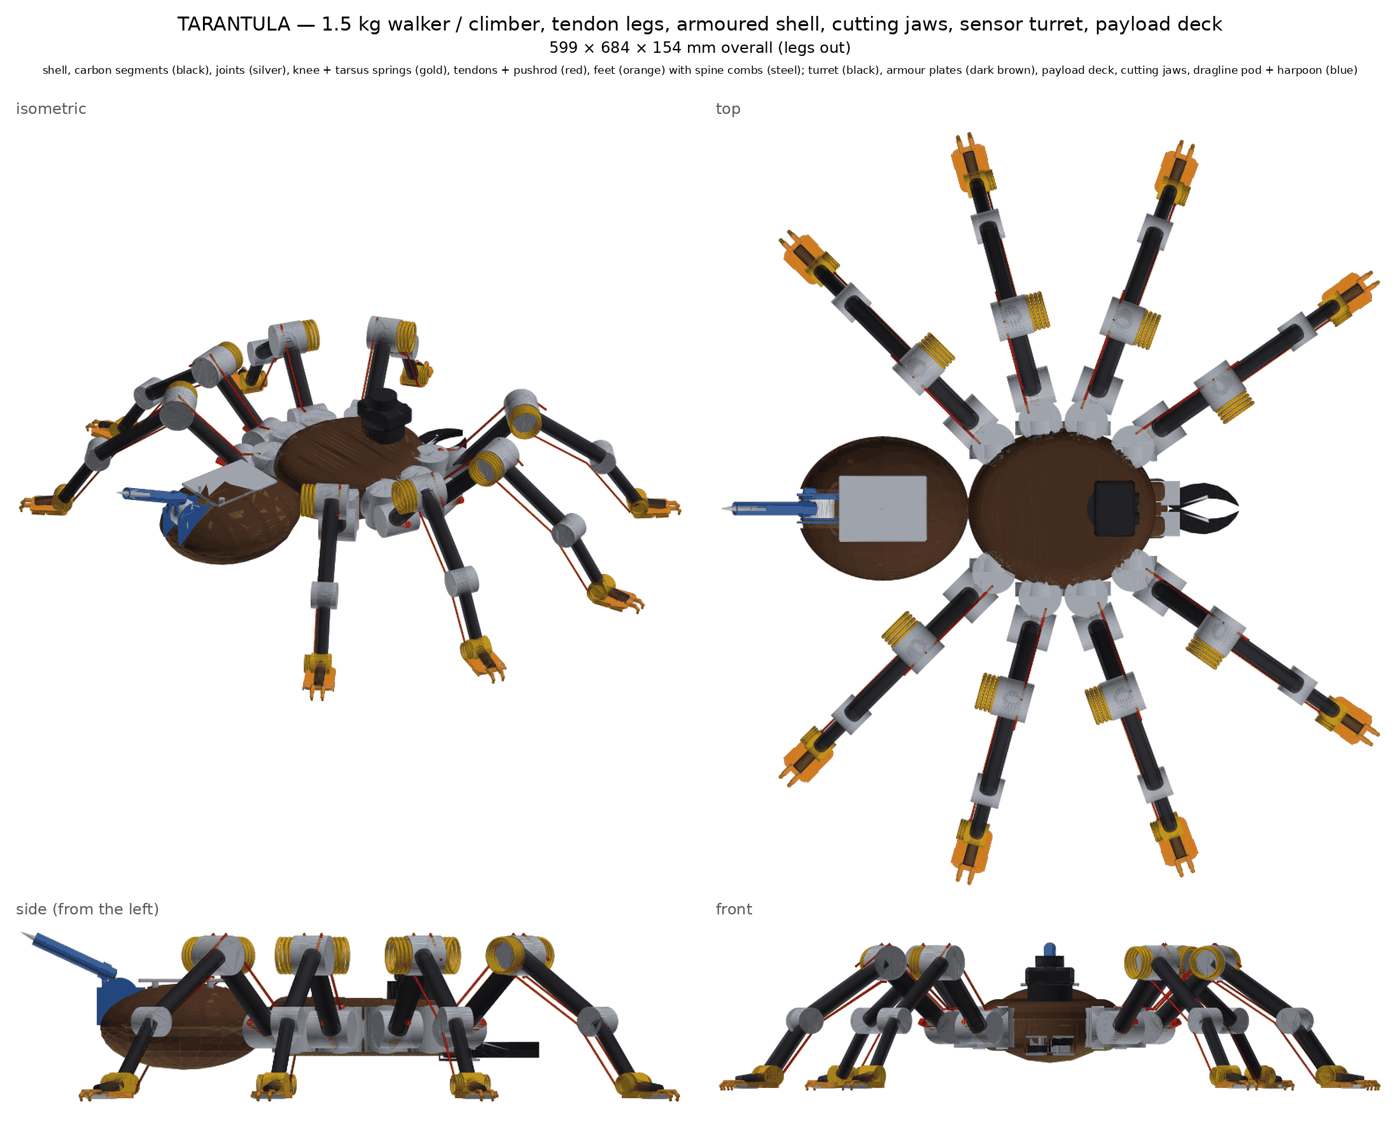 TARANTULA — 1.5 kg walker / climber, tendon legs, armoured shell, cutting jaws, sensor turret, payload deck
599 × 684 × 154 mm overall (legs out)
shell, carbon segments (black), joints (silver), knee + tarsus springs (gold), tendons + pushrod (red), feet (orange) with spine combs (steel); turret (black), armour plates (dark brown), payload deck, cutting jaws, dragline pod + harpoon (blue)
isometric
top
side (from the left)
front